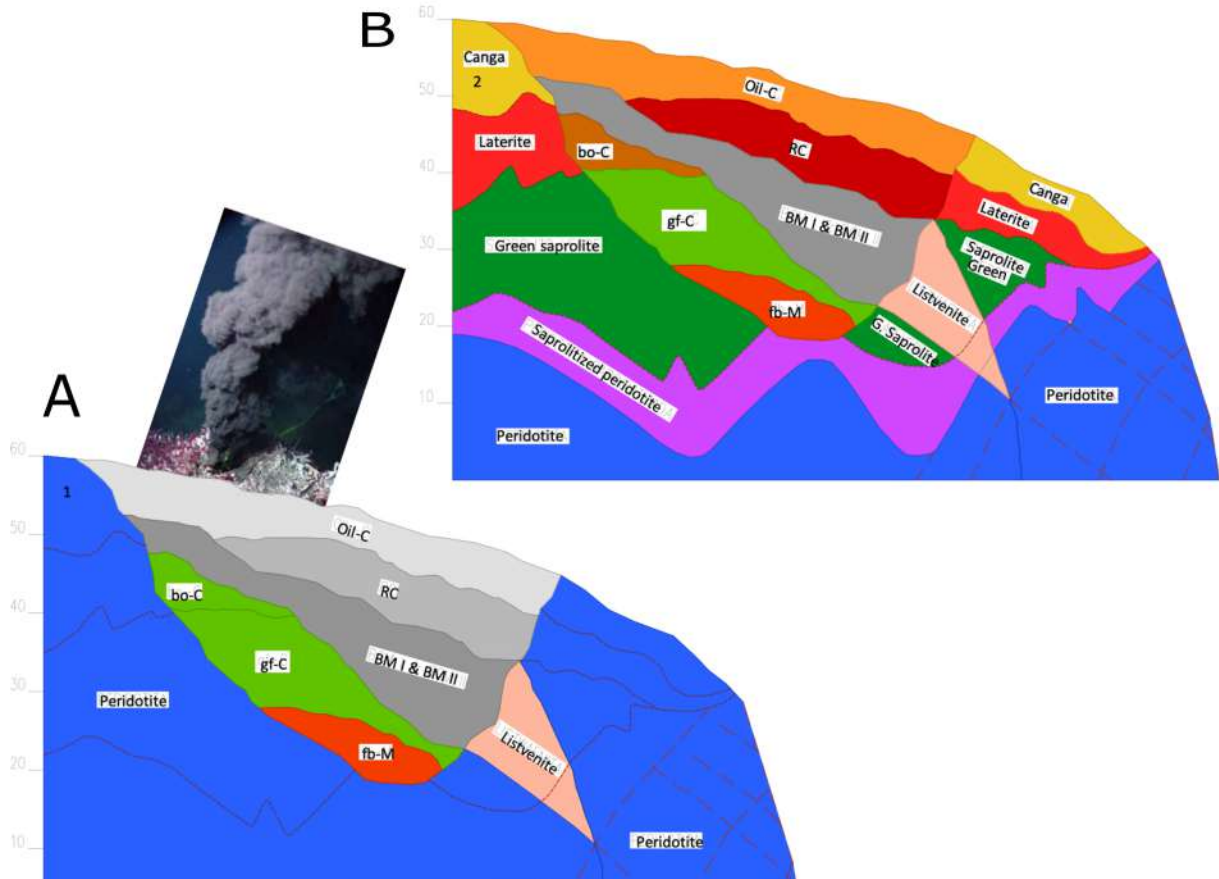 B
60
50
40
30
20
10
Canga
2
Oil-C
Laterite
bo-C
RC
Canga
gf-C
BM I & BM II
Laterite
Green saprolite
Saprolite
Green
Listvenite
fb-M
G. Saprolite
Saprolitized peridotite
Peridotite
Peridotite
A
60
50
40
30
20
10
1
Oil-C
RC
bo-C
gf-C
BM I & BM II
Peridotite
fb-M
Listvenite
Peridotite